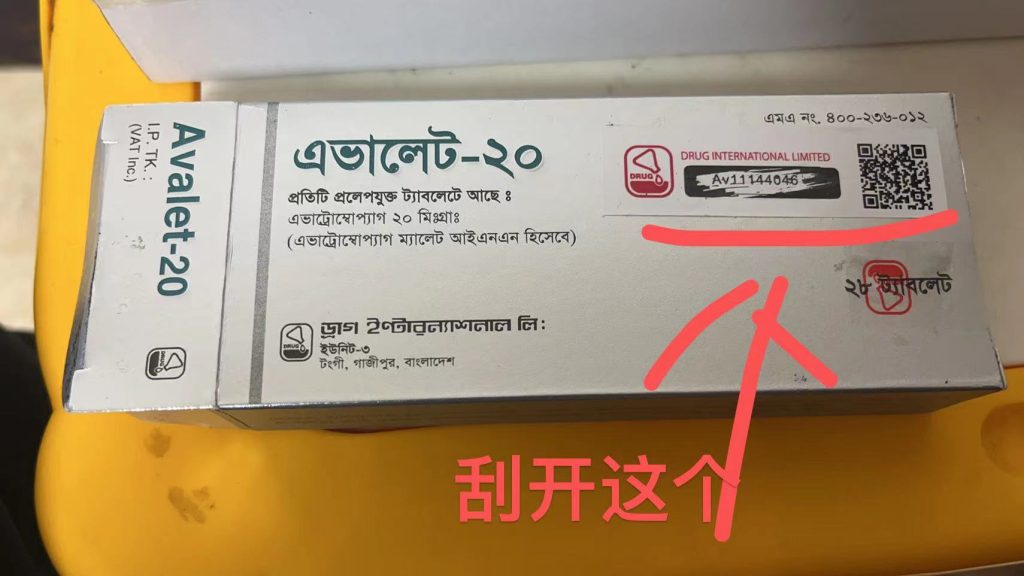 Avalet-20
I.P. TK. :
(VAT Inc.)
এভালেট-২০
প্রতিটি প্রলেপযুক্ত ট্যাবলেটে আছে ঃ
এভাট্রোম্বোপ্যাগ ২০ মিঃগ্রাঃ
(এভাট্রোম্বোপ্যাগ ম্যালেট আইএনএন হিসেবে)
ড্রাগ ইন্টারন্যাশনাল লি:
ইউনিট-৩
টংগী, গাজীপুর, বাংলাদেশ
এমএ নং. ৪০০-২৩৬-০১২
DRUG INTERNATIONAL LIMITED
DRUG
Av11144046
২৮ ট্যাবলেট
刮开这个